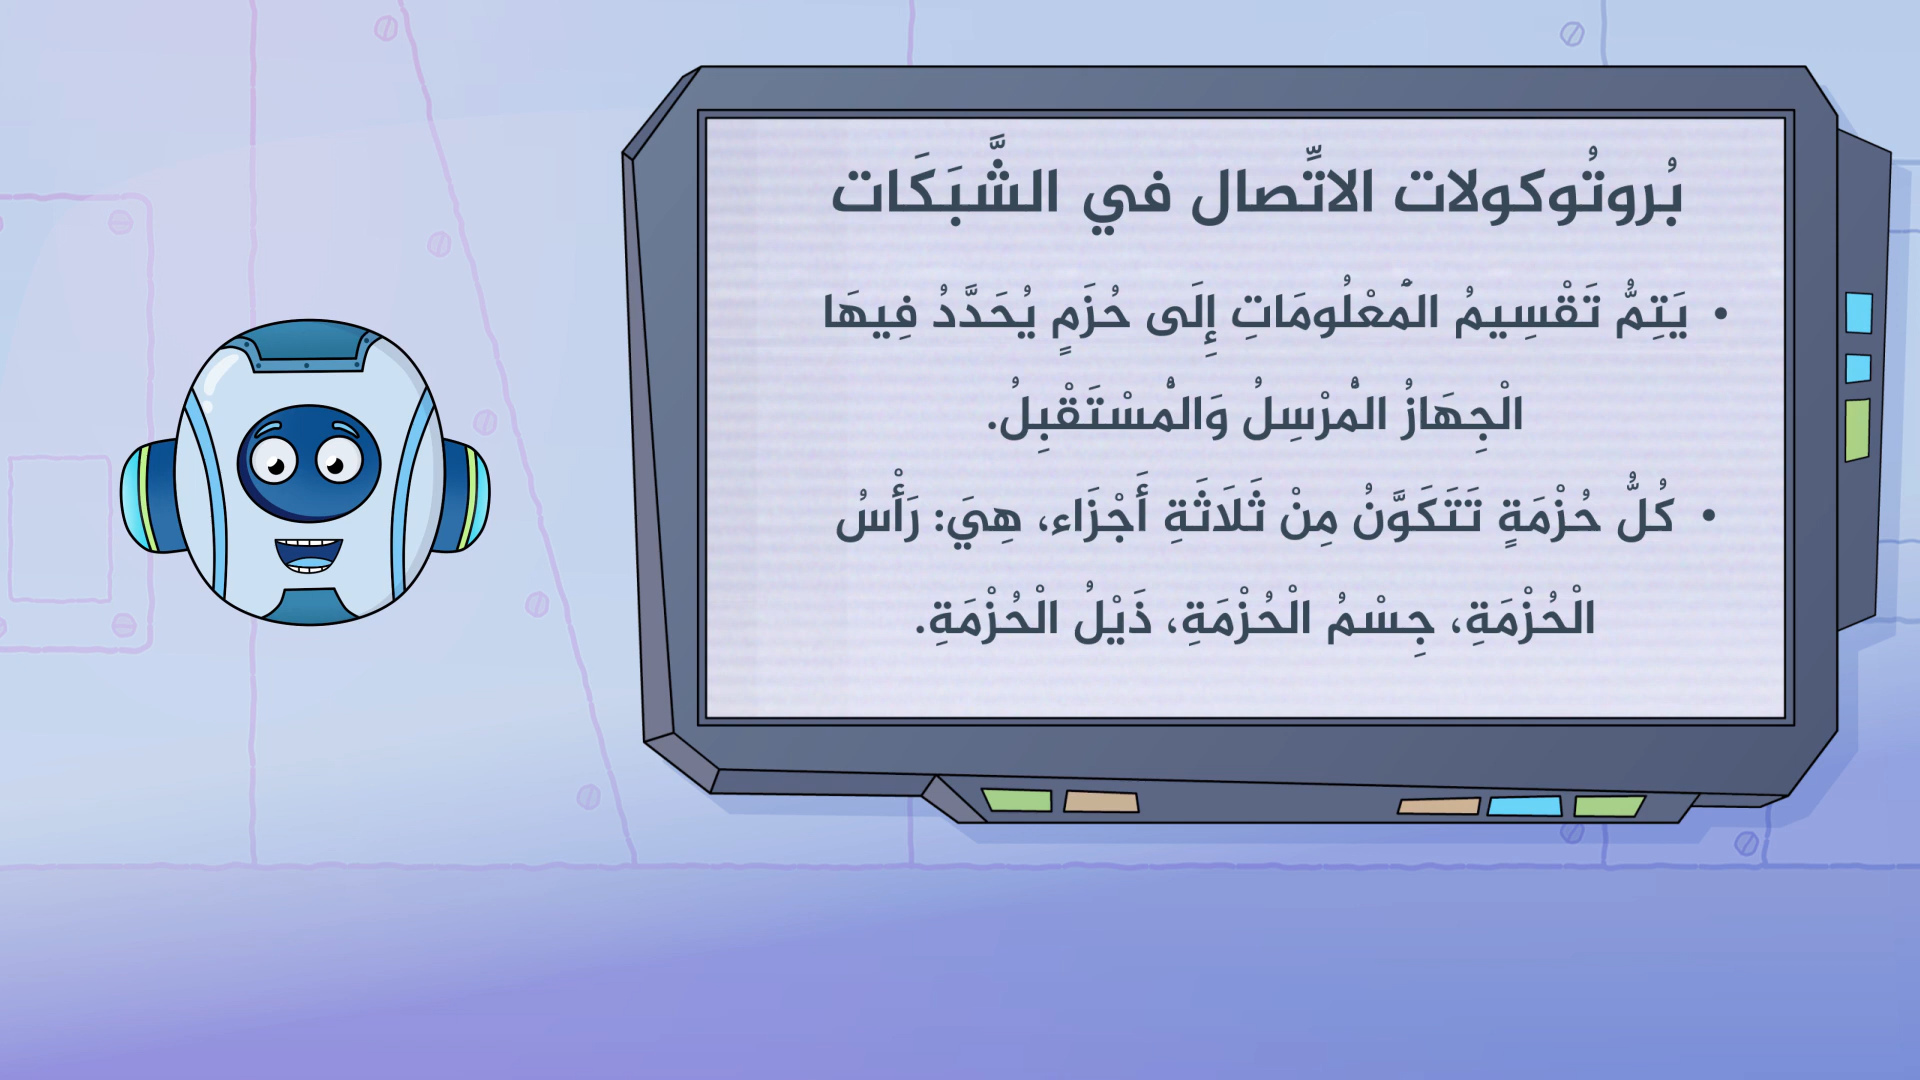 بُروتُوكولات الاتِّصال في الشَّبَكَات
• يَتِمُّ تَقْسِيمُ الْمَعْلُومَاتِ إِلَى حُزَمٍ يُحَدَّدُ فِيهَا
الْجِهَازُ الْمُرْسِلُ وَالْمُسْتَقْبِلُ.
• كُلُّ حُزْمَةٍ تَتَكَوَّنُ مِنْ ثَلَاثَةِ أَجْزَاء، هِيَ: رَأْسُ
الْحُزْمَةِ، جِسْمُ الْحُزْمَةِ، ذَيْلُ الْحُزْمَةِ.